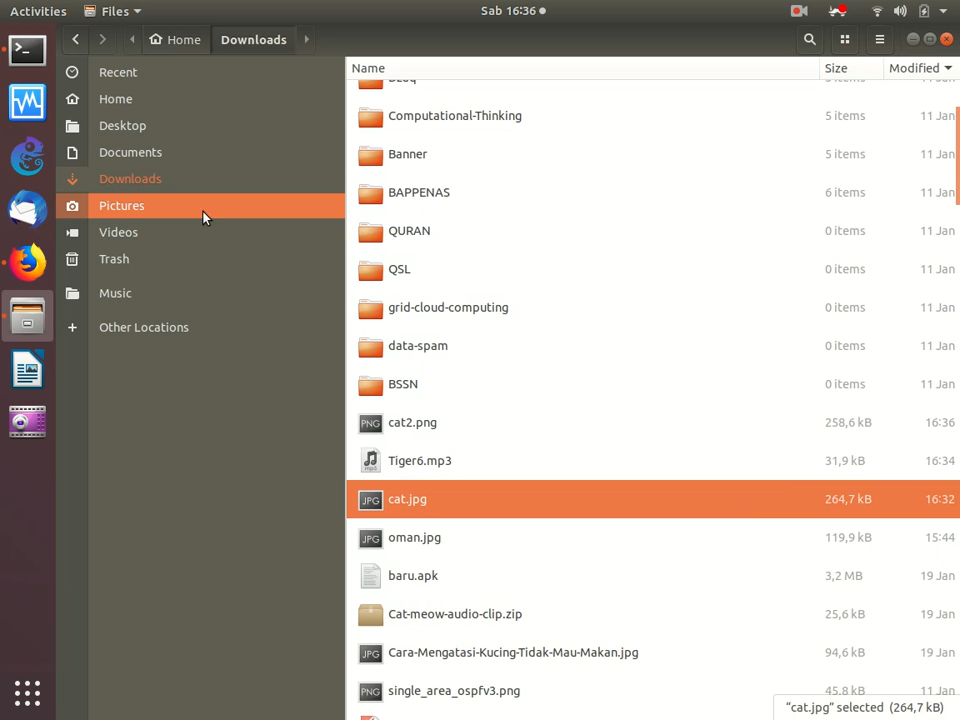 Activities Files Sab 16:36
Home Downloads
Recent
Home
Desktop
Documents
Downloads
Pictures
Videos
Trash
Music
Other Locations
Name Size Modified
Computational-Thinking 5 items 11 Jan
Banner 5 items 11 Jan
BAPPENAS 6 items 11 Jan
QURAN 0 items 11 Jan
QSL 0 items 11 Jan
grid-cloud-computing 0 items 11 Jan
data-spam 0 items 11 Jan
BSSN 0 items 11 Jan
PNG cat2.png 258,6 kB 16:36
mp3 Tiger6.mp3 31,9 kB 16:34
JPG cat.jpg 264,7 kB 16:32
JPG oman.jpg 119,9 kB 15:44
baru.apk 3,2 MB 19 Jan
Cat-meow-audio-clip.zip 25,6 kB 19 Jan
JPG Cara-Mengatasi-Kucing-Tidak-Mau-Makan.jpg 94,6 kB 19 Jan
PNG single_area_ospfv3.png 45,8 kB 11 Jan
“cat.jpg” selected (264,7 kB)